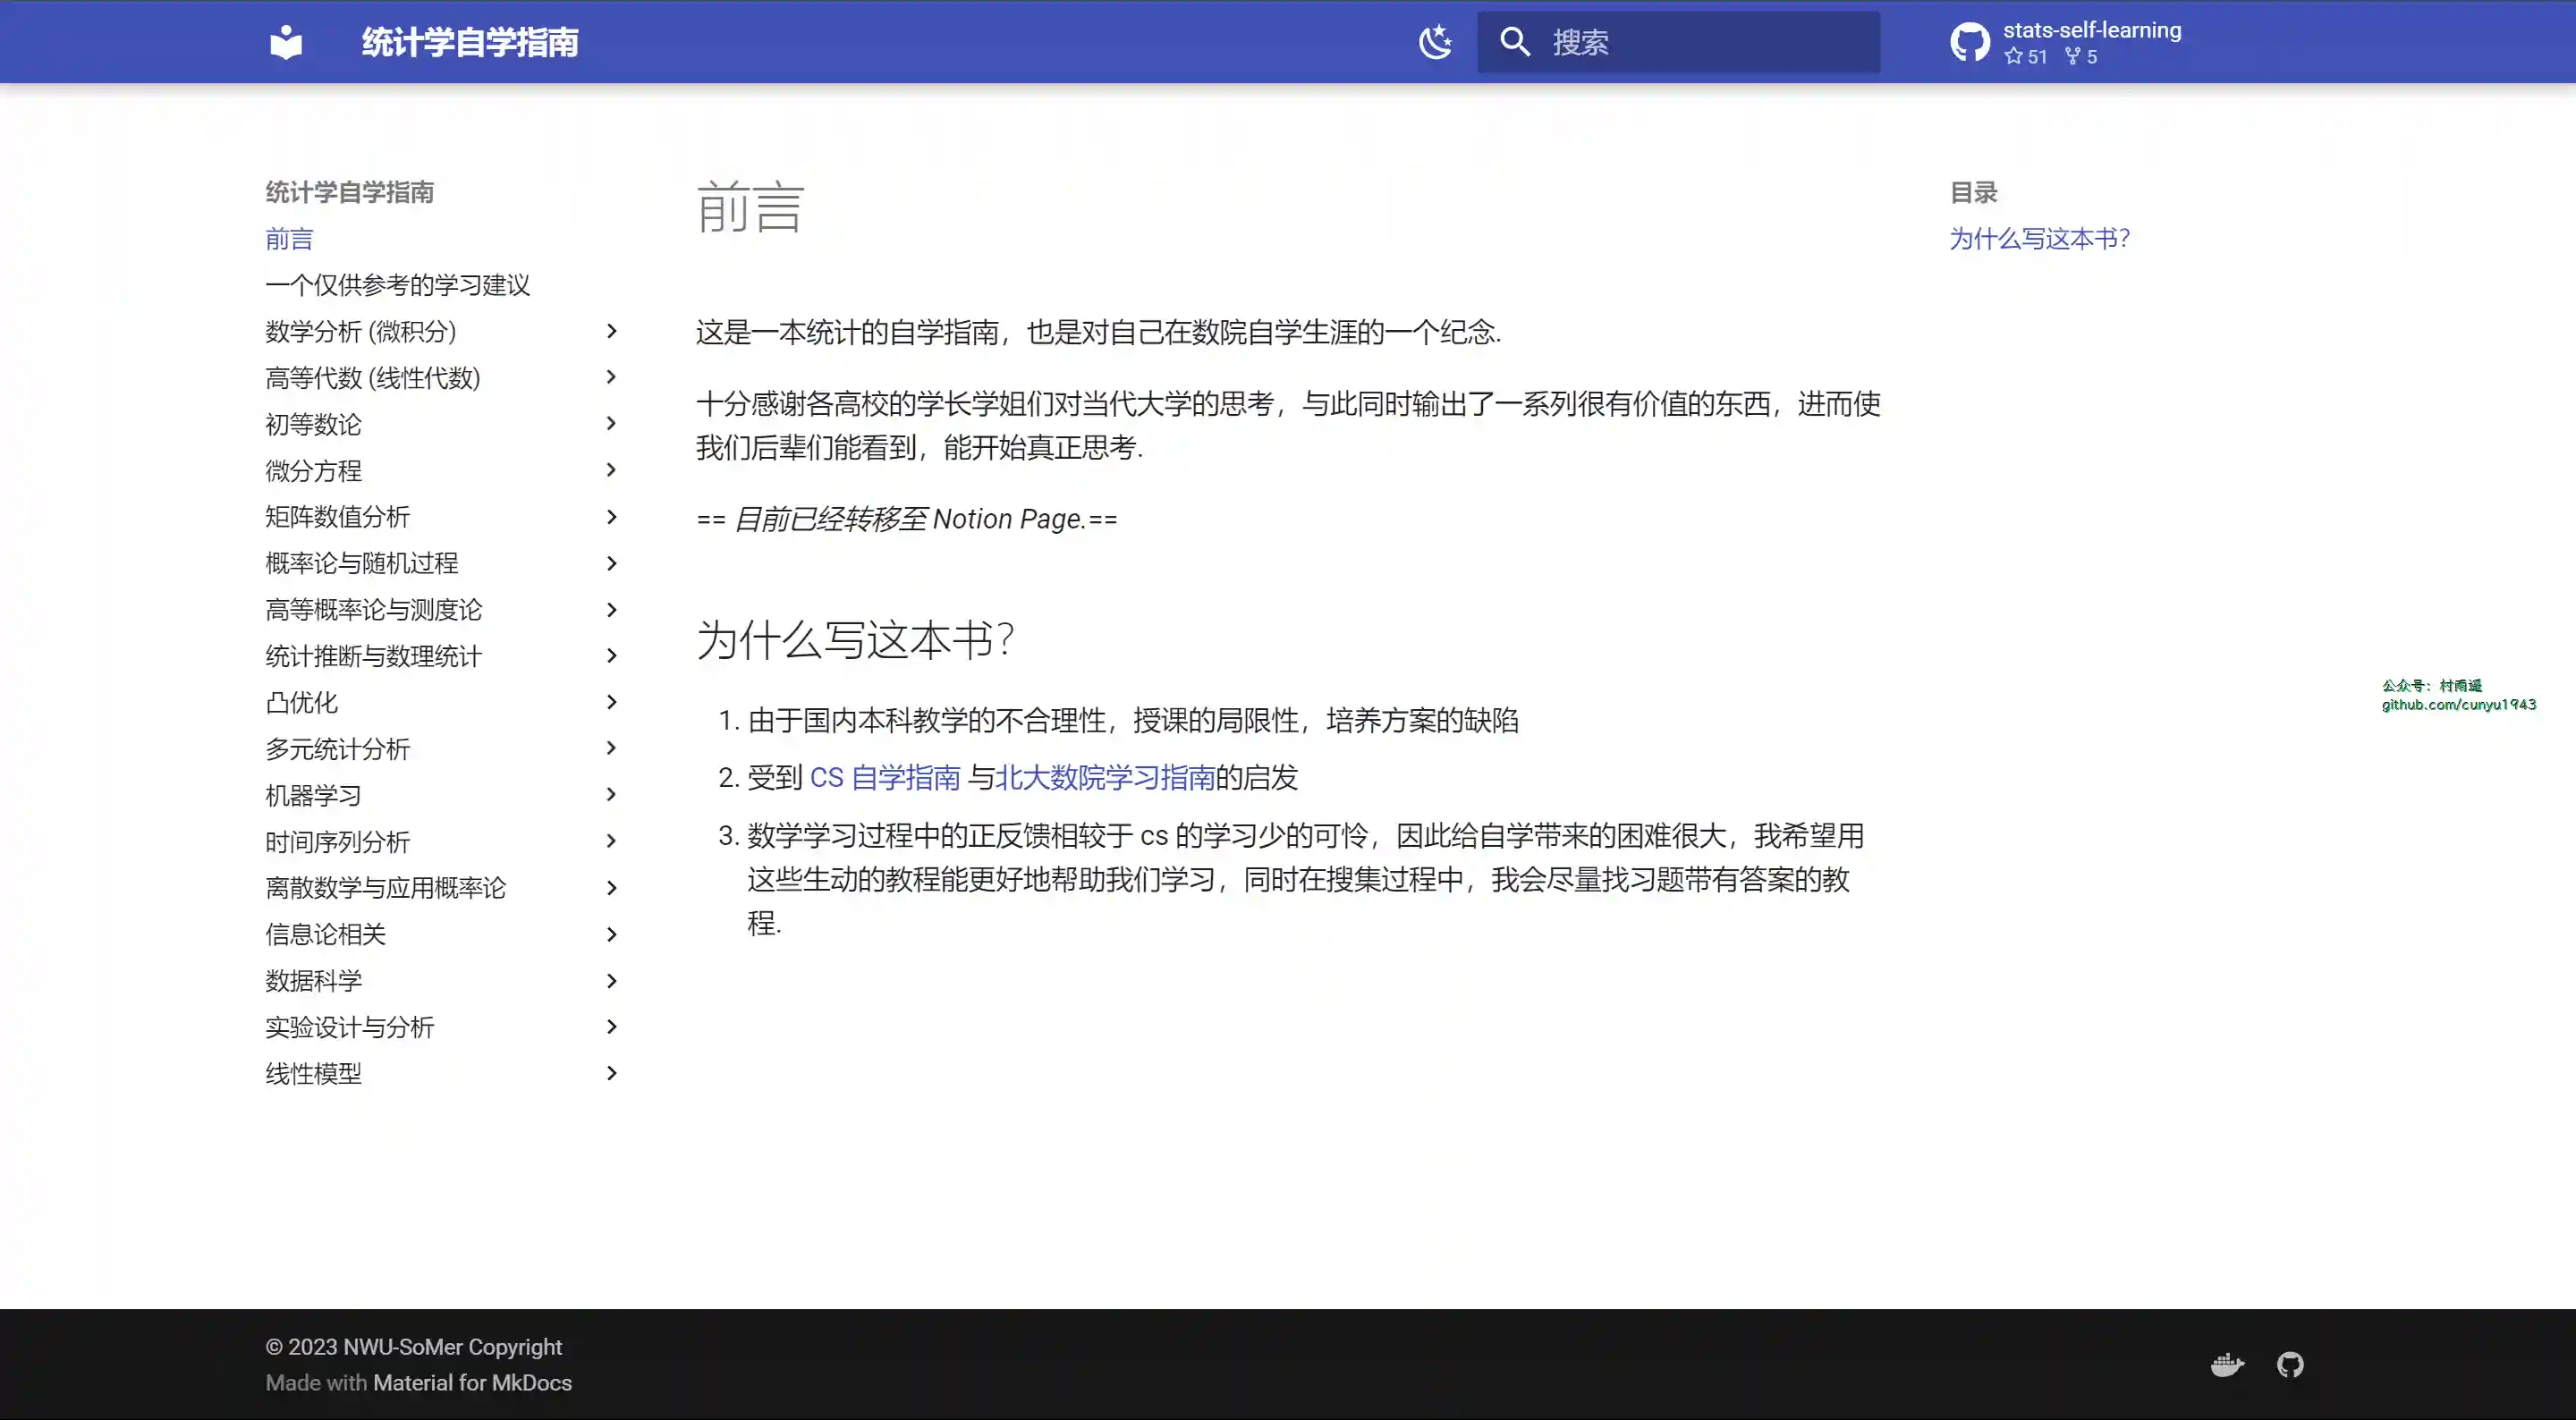 统计学自学指南
搜索
stats-self-learning
51 5
统计学自学指南
前言
一个仅供参考的学习建议
数学分析 (微积分)
高等代数 (线性代数)
初等数论
微分方程
矩阵数值分析
概率论与随机过程
高等概率论与测度论
统计推断与数理统计
凸优化
多元统计分析
机器学习
时间序列分析
离散数学与应用概率论
信息论相关
数据科学
实验设计与分析
线性模型
前言
这是一本统计的自学指南，也是对自己在数院自学生涯的一个纪念.
十分感谢各高校的学长学姐们对当代大学的思考，与此同时输出了一系列很有价值的东西，进而使
我们后辈们能看到，能开始真正思考.
== 目前已经转移至 Notion Page.==
为什么写这本书？
1. 由于国内本科教学的不合理性，授课的局限性，培养方案的缺陷
2. 受到 CS 自学指南 与北大数院学习指南的启发
3. 数学学习过程中的正反馈相较于 cs 的学习少的可怜，因此给自学带来的困难很大，我希望用
这些生动的教程能更好地帮助我们学习，同时在搜集过程中，我会尽量找习题带有答案的教
程.
目录
为什么写这本书？
公众号：村雨遥
github.com/cunyu1943
© 2023 NWU-SoMer Copyright
Made with Material for MkDocs